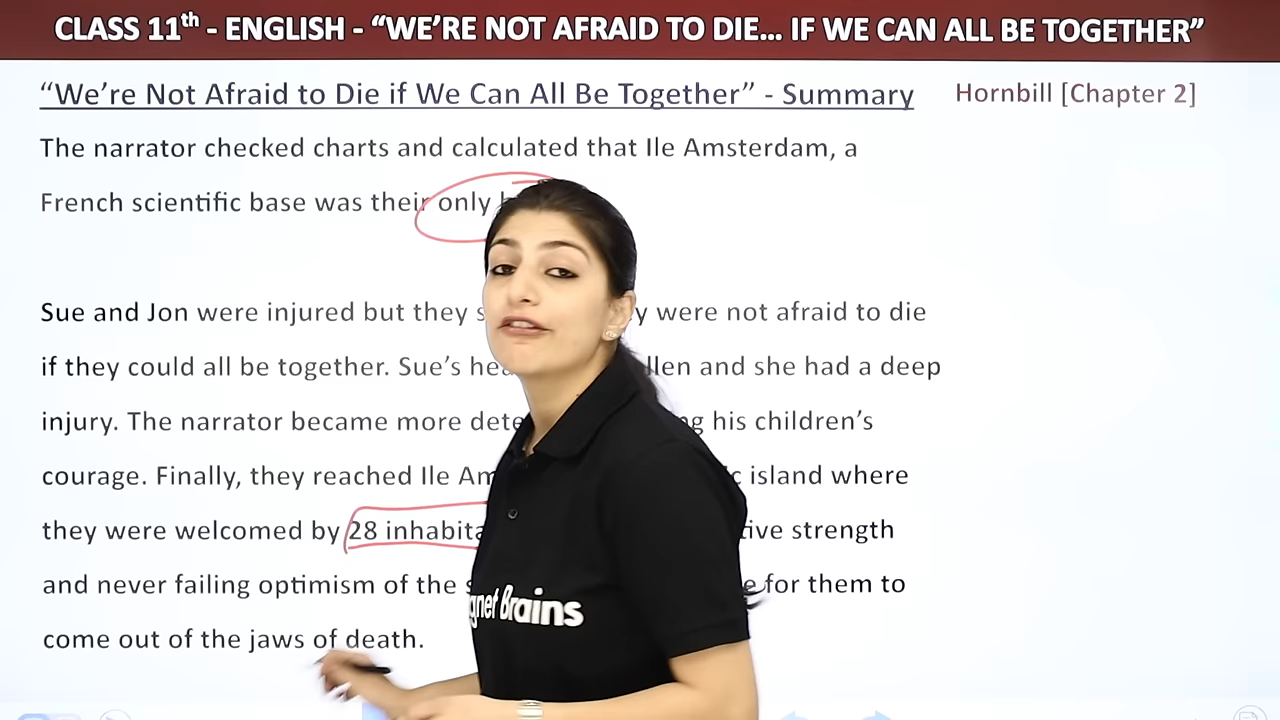 CLASS 11th - ENGLISH - “WE’RE NOT AFRAID TO DIE... IF WE CAN ALL BE TOGETHER”
“We’re Not Afraid to Die if We Can All Be Together” - Summary Hornbill [Chapter 2]
The narrator checked charts and calculated that Ile Amsterdam, a
French scientific base was their only
Sue and Jon were injured but they were not afraid to die
if they could all be together. Sue’s and she had a deep
injury. The narrator became more his children’s
courage. Finally, they reached Ile island where
they were welcomed by 28 strength
and never failing optimism of the for them to
come out of the jaws of death.
Brains